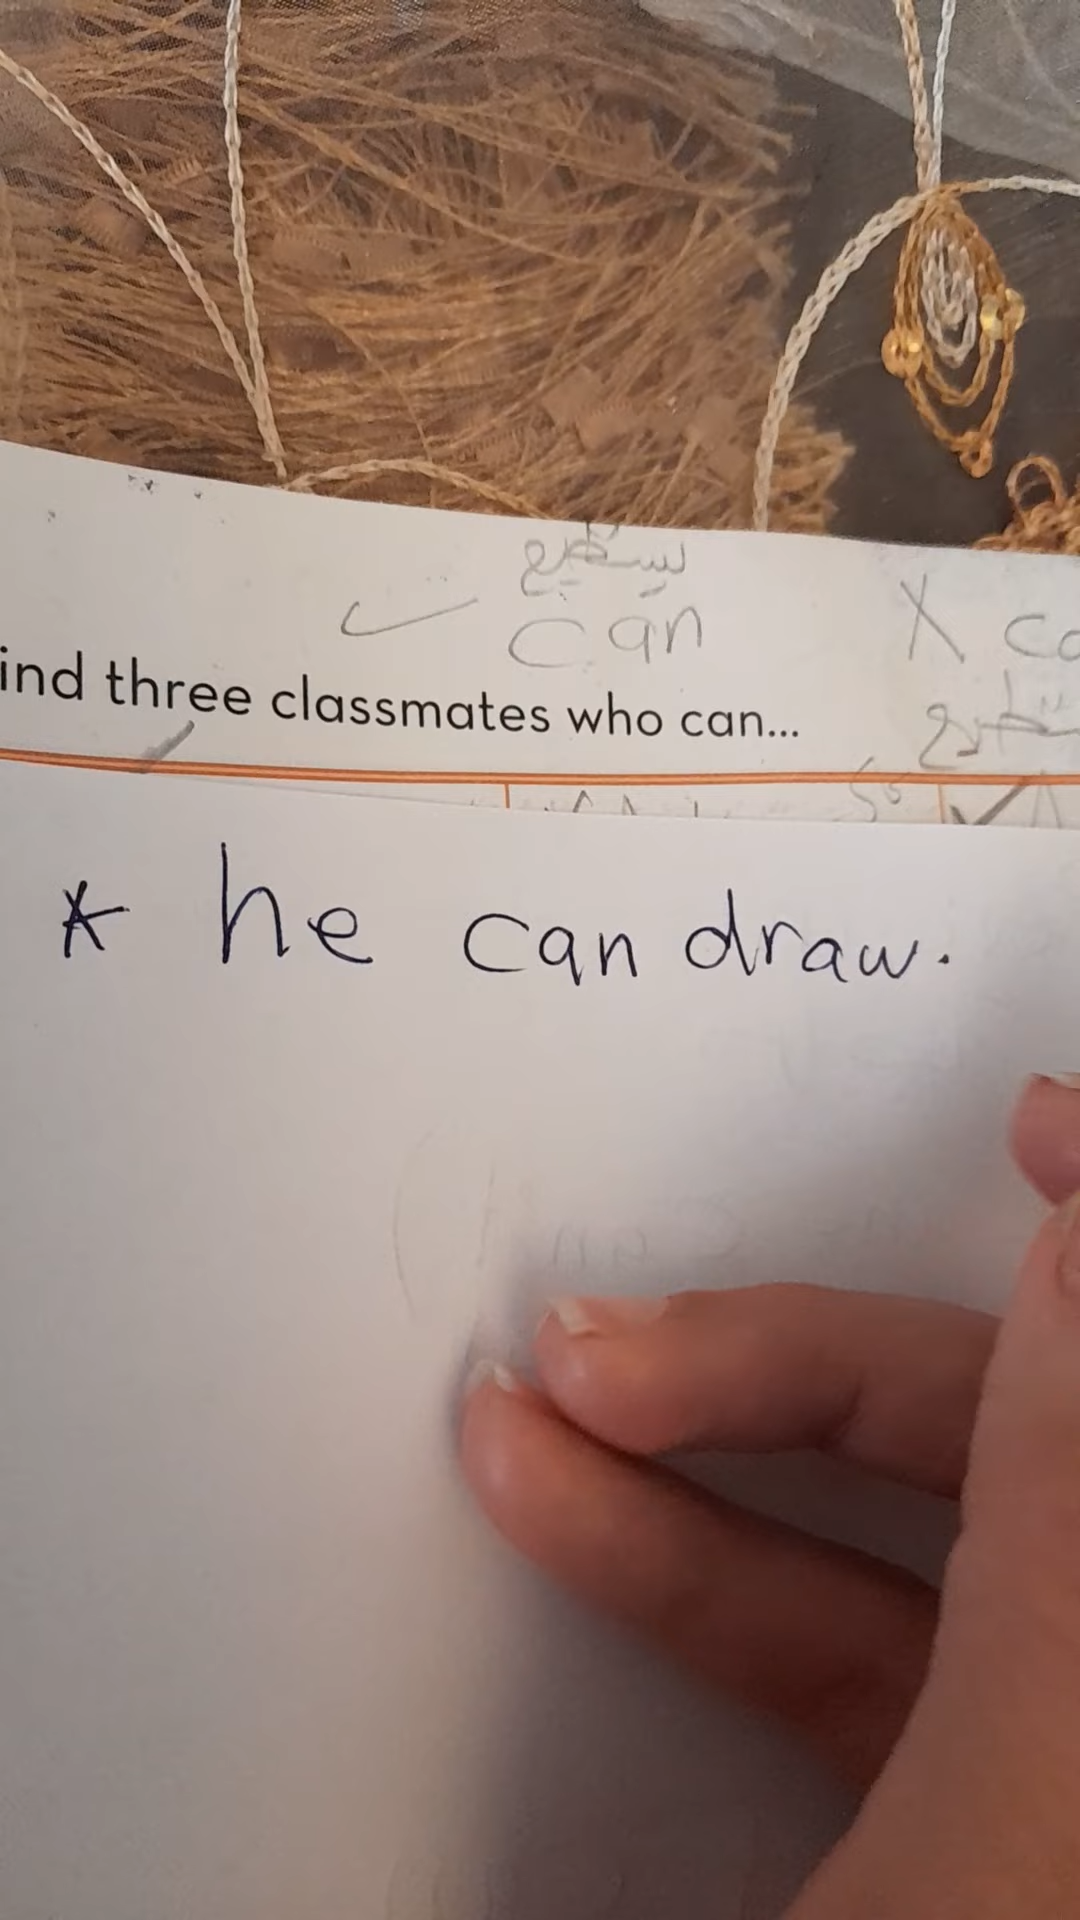 يستطيع
can
X
ind three classmates who can...
* he can draw.